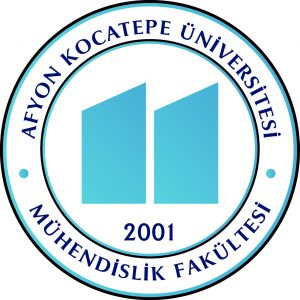 AFYON KOCATEPE ÜNİVERSİTESİ
2001
MÜHENDİSLİK FAKÜLTESİ